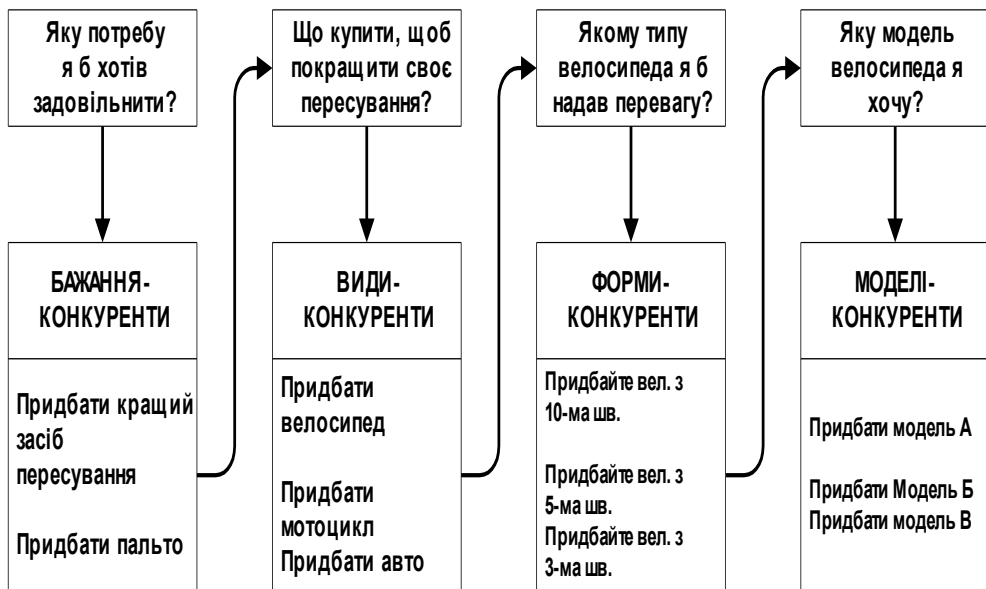 Яку потребу
я б хотів
задовільнити?
БАЖАННЯ-
КОНКУРЕНТИ
Придбати кращий
засіб
пересування
Придбати пальто
Що купити, щоб
покращити своє
пересування?
ВИДИ-
КОНКУРЕНТИ
Придбати
велосипед
Придбати
мотоцикл
Придбати авто
Якому типу
велосипеда я б
надав перевагу?
ФОРМИ-
КОНКУРЕНТИ
Придбайте вел. з
10-ма шв.
Придбайте вел. з
5-ма шв.
Придбайте вел. з
3-ма шв.
Яку модель
велосипеда я
хочу?
МОДЕЛІ-
КОНКУРЕНТИ
Придбати модель А
Придбати Модель Б
Придбати модель В